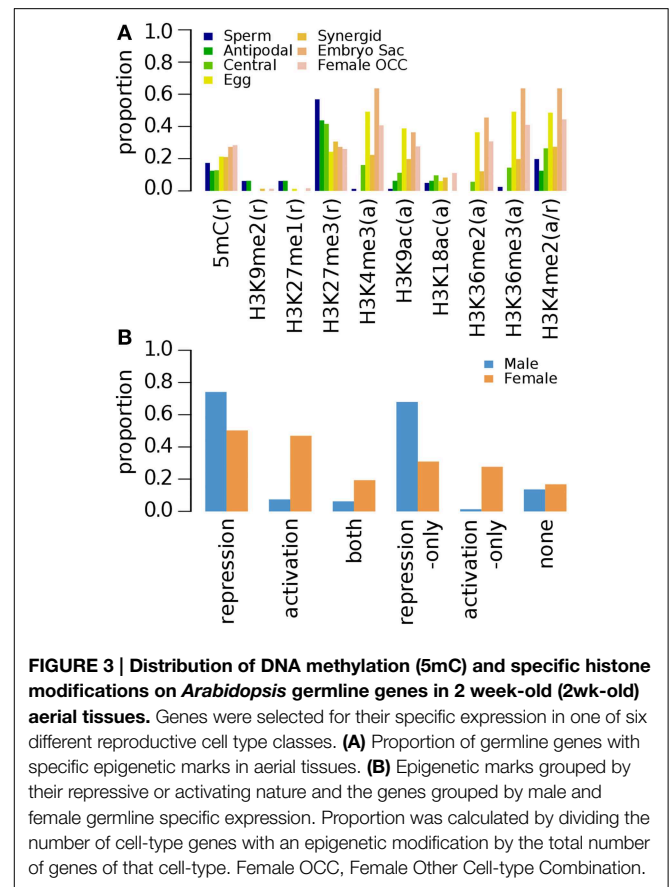 A
Sperm Synergid
Antipodal Embryo Sac
Central Female OCC
Egg
proportion
1.0
0.8
0.6
0.4
0.2
0.0
5mC(r)
H3K9me2(r)
H3K27me1(r)
H3K27me3(r)
H3K4me3(a)
H3K9ac(a)
H3K18ac(a)
H3K36me2(a)
H3K36me3(a)
H3K4me2(a/r)
B
Male
Female
proportion
1.0
0.8
0.6
0.4
0.2
0.0
repression
activation
both
repression
-only
activation
-only
none
FIGURE 3 | Distribution of DNA methylation (5mC) and specific histone
modifications on Arabidopsis germline genes in 2 week-old (2wk-old)
aerial tissues. Genes were selected for their specific expression in one of six
different reproductive cell type classes. (A) Proportion of germline genes with
specific epigenetic marks in aerial tissues. (B) Epigenetic marks grouped by
their repressive or activating nature and the genes grouped by male and
female germline specific expression. Proportion was calculated by dividing the
number of cell-type genes with an epigenetic modification by the total number
of genes of that cell-type. Female OCC, Female Other Cell-type Combination.